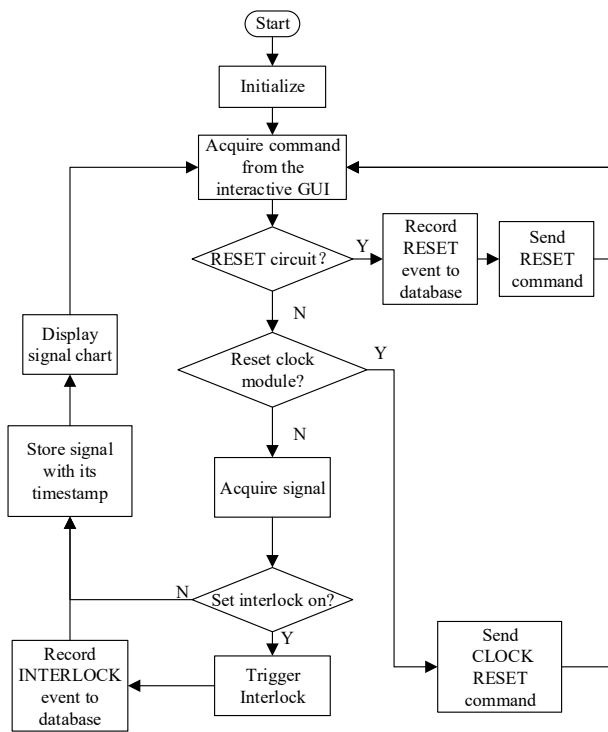 Start
Initialize
Acquire command
from the
interactive GUI
RESET circuit?
Y
Record
RESET
event to
database
Send
RESET
command
N
Display
signal chart
Reset clock
module?
Y
N
Store signal
with its
timestamp
Acquire signal
N
Set interlock on?
Y
Record
INTERLOCK
event to
database
Trigger
Interlock
Send
CLOCK
RESET
command